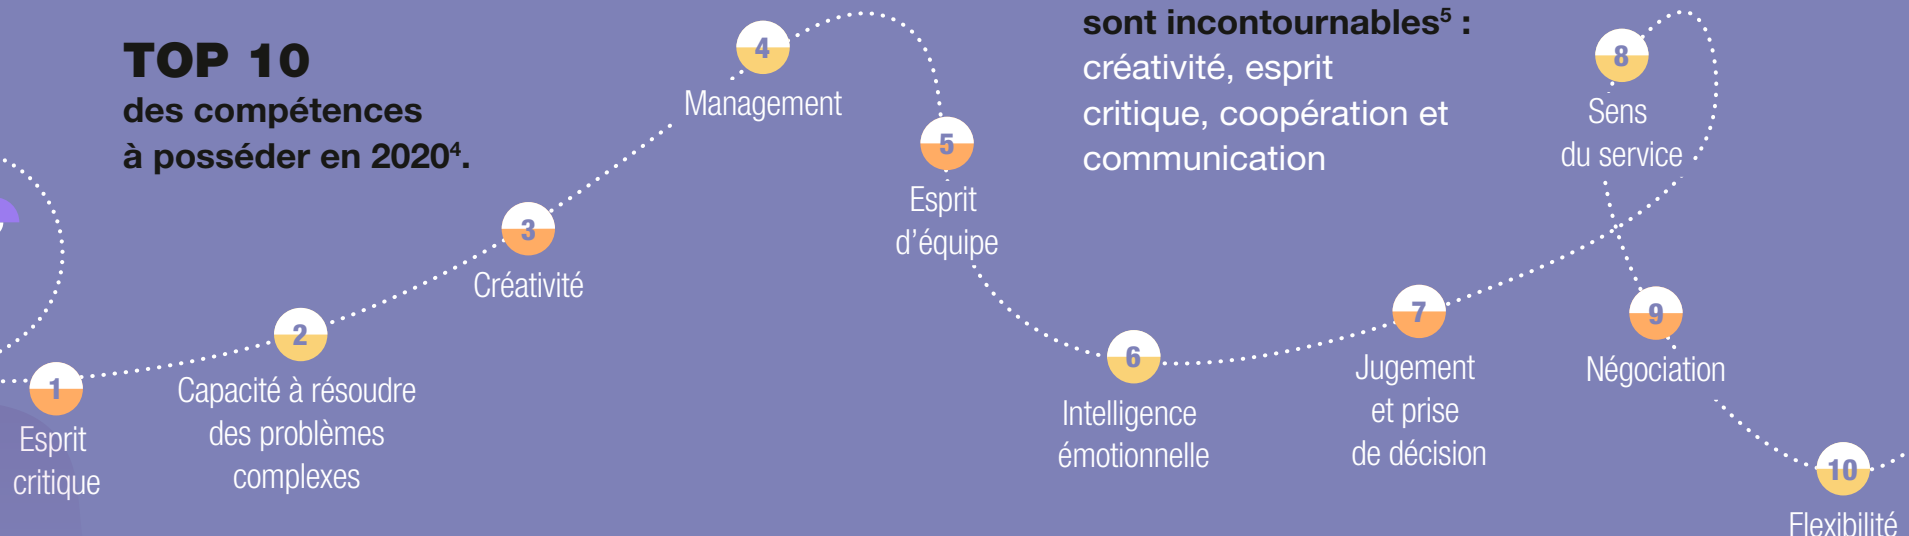 TOP 10
des compétences
à posséder en 2020⁴.
sont incontournables⁵ :
créativité, esprit
critique, coopération et
communication
1
Esprit
critique
2
Capacité à résoudre
des problèmes
complexes
3
Créativité
4
Management
5
Esprit
d’équipe
6
Intelligence
émotionnelle
7
Jugement
et prise
de décision
8
Sens
du service
9
Négociation
10
Flexibilité